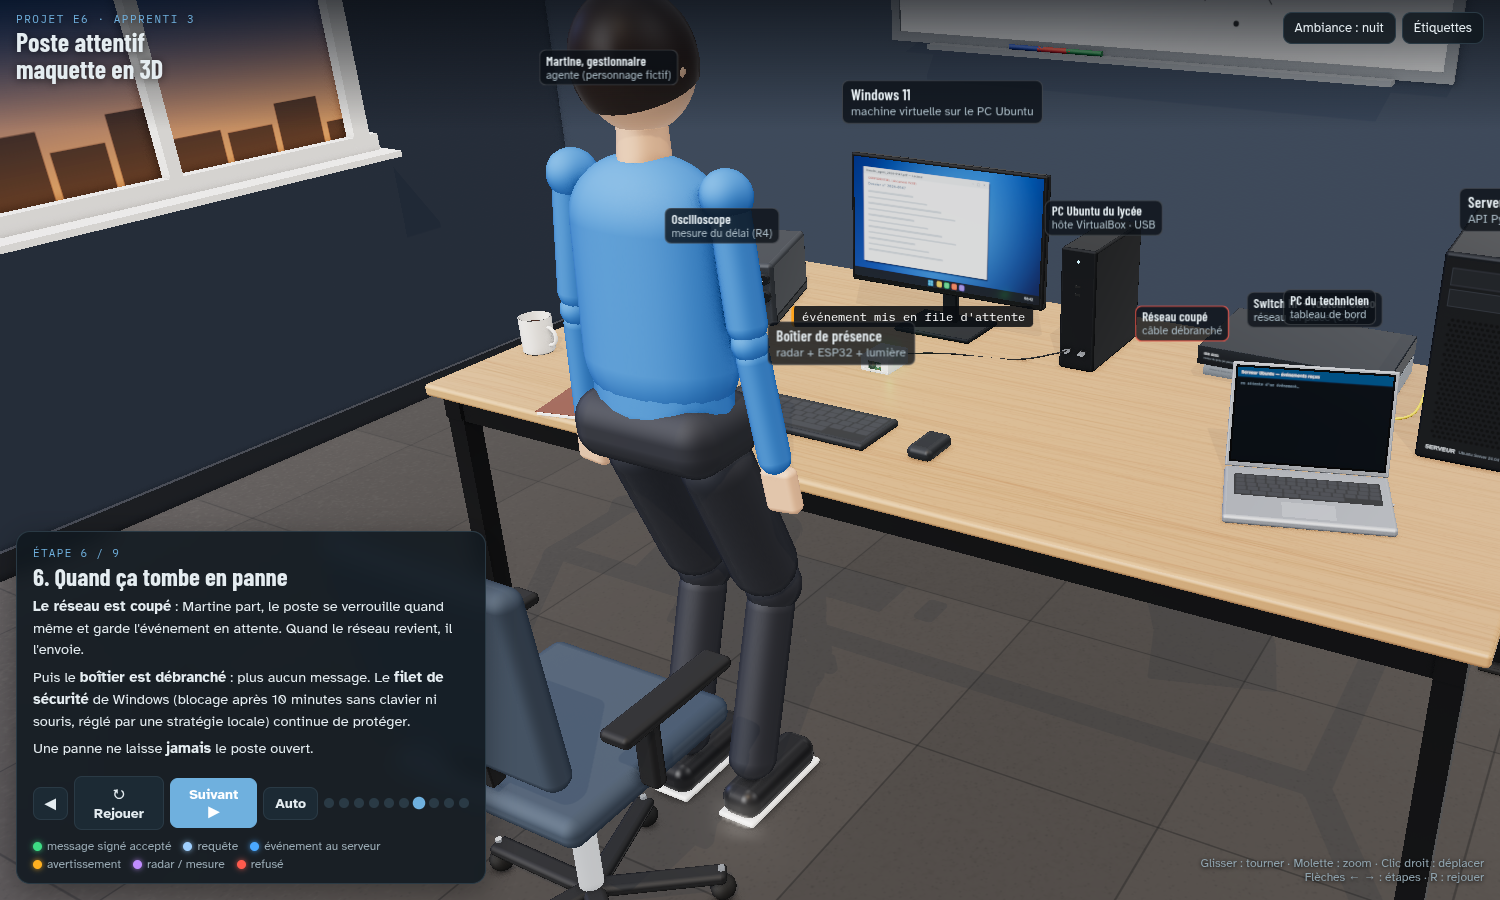 PROJET E6 · APPRENTI 3
Poste attentif
maquette en 3D
Ambiance : nuit
Étiquettes
Martine, gestionnaire
agente (personnage fictif)
Windows 11
machine virtuelle sur le PC Ubuntu
Oscilloscope
mesure du délai (R4)
PC Ubuntu du lycée
hôte VirtualBox · USB
Serve
API Py
événement mis en file d'attente
Boîtier de présence
radar + ESP32 + lumière
Réseau coupé
câble débranché
Switch
réseau
PC du technicien
tableau de bord
SERVEUR
ÉTAPE 6 / 9
6. Quand ça tombe en panne
Le réseau est coupé : Martine part, le poste se verrouille quand
même et garde l'événement en attente. Quand le réseau revient, il
l'envoie.
Puis le boîtier est débranché : plus aucun message. Le filet de
sécurité de Windows (blocage après 10 minutes sans clavier ni
souris, réglé par une stratégie locale) continue de protéger.
Une panne ne laisse jamais le poste ouvert.
◀
↻
Rejouer
Suivant
▶
Auto
message signé accepté requête événement au serveur
avertissement radar / mesure refusé
Glisser : tourner · Molette : zoom · Clic droit : déplacer
Flèches ← → : étapes · R : rejouer